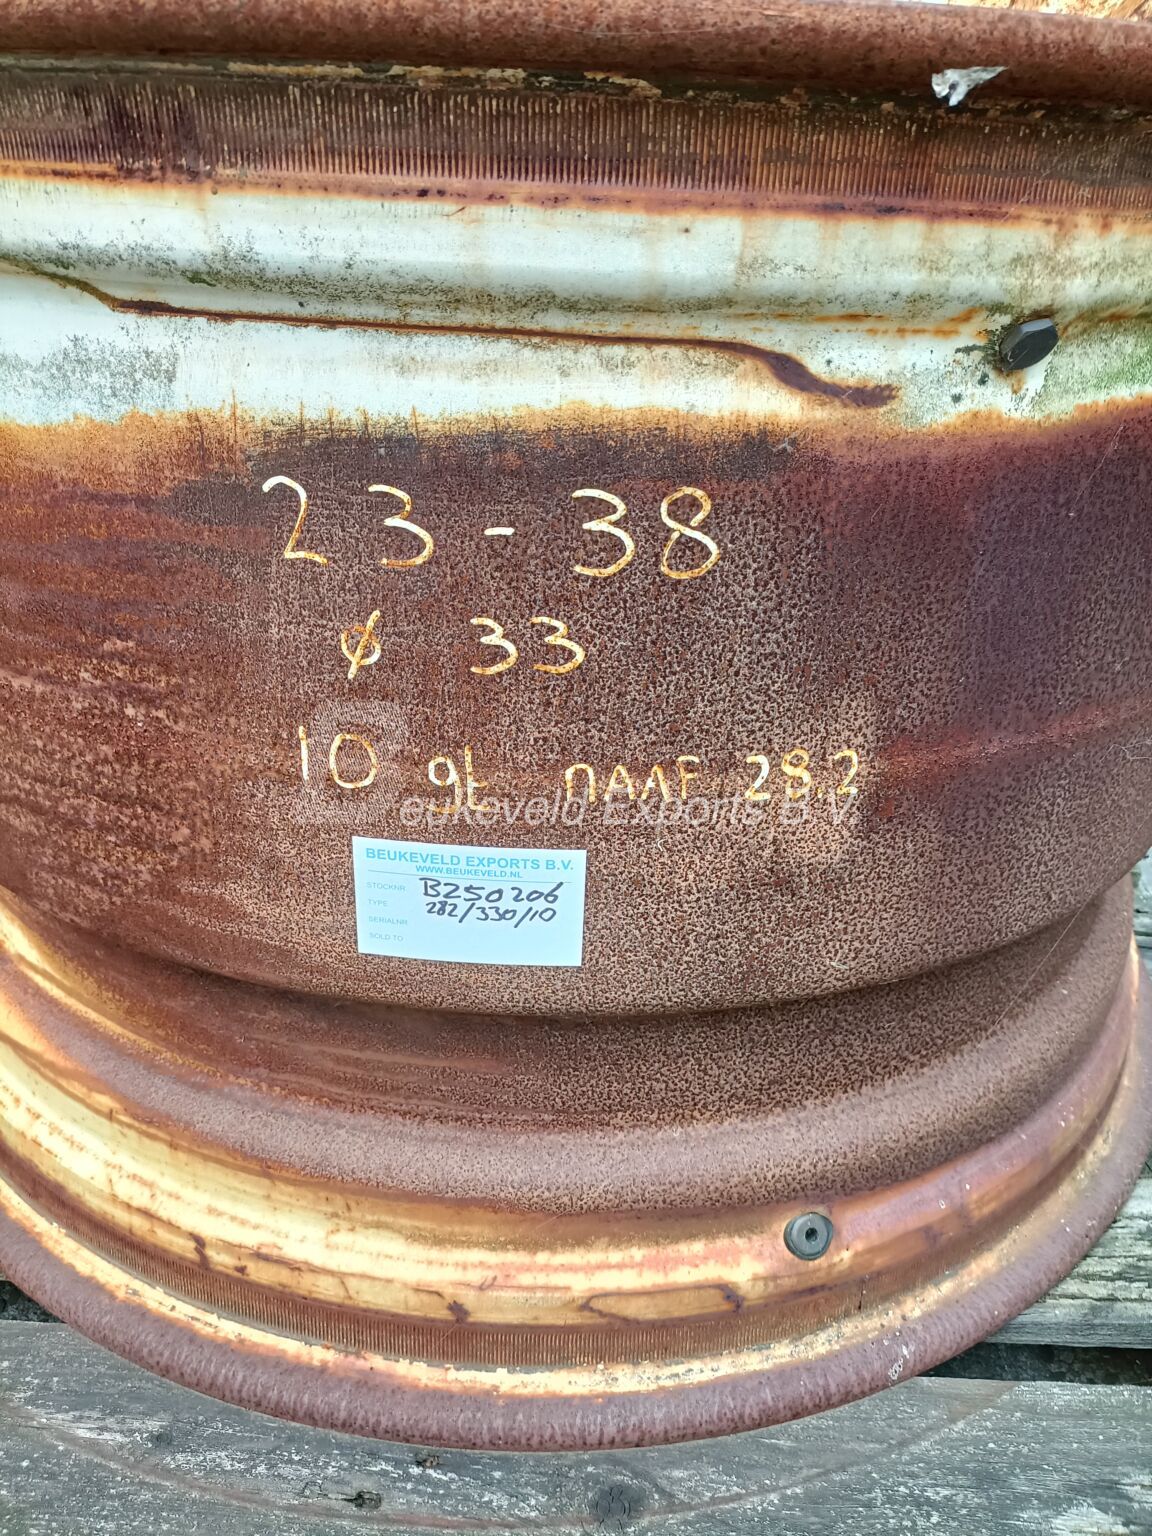 23-38
ø 33
10 gt NAAF 28.2
Beukeveld Exports B.V.
BEUKEVELD EXPORTS B.V.
WWW.BEUKEVELD.NL
STOCKNR. B250206
TYPE 282/330/10
SERIALNR.
SOLD TO